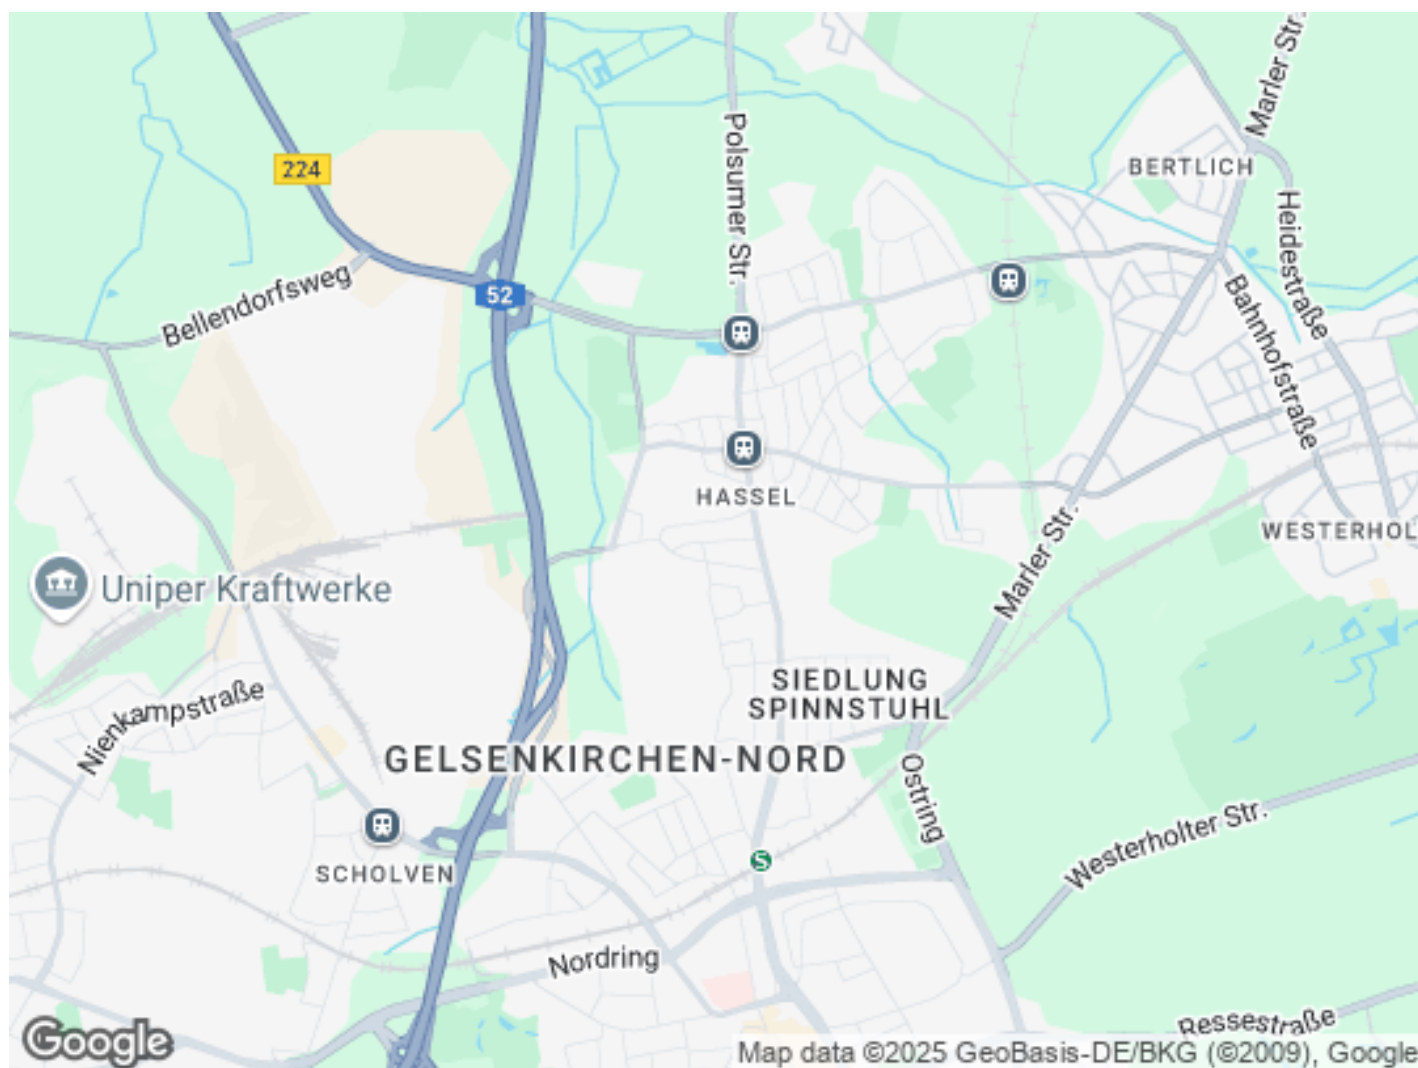 Marler Str.
Polsumer Str.
224
BERTLICH
Heidestraße
Bellendorfsweg
52
Bahnhofstraße
HASSEL
Marler Str.
WESTERHOL
Uniper Kraftwerke
SIEDLUNG
SPINNSTUHL
Nienkampstraße
GELSENKIRCHEN-NORD
Ostring
Westerholter Str.
S
SCHOLVEN
Nordring
Ressestraße
Google
Map data ©2025 GeoBasis-DE/BKG (©2009), Google